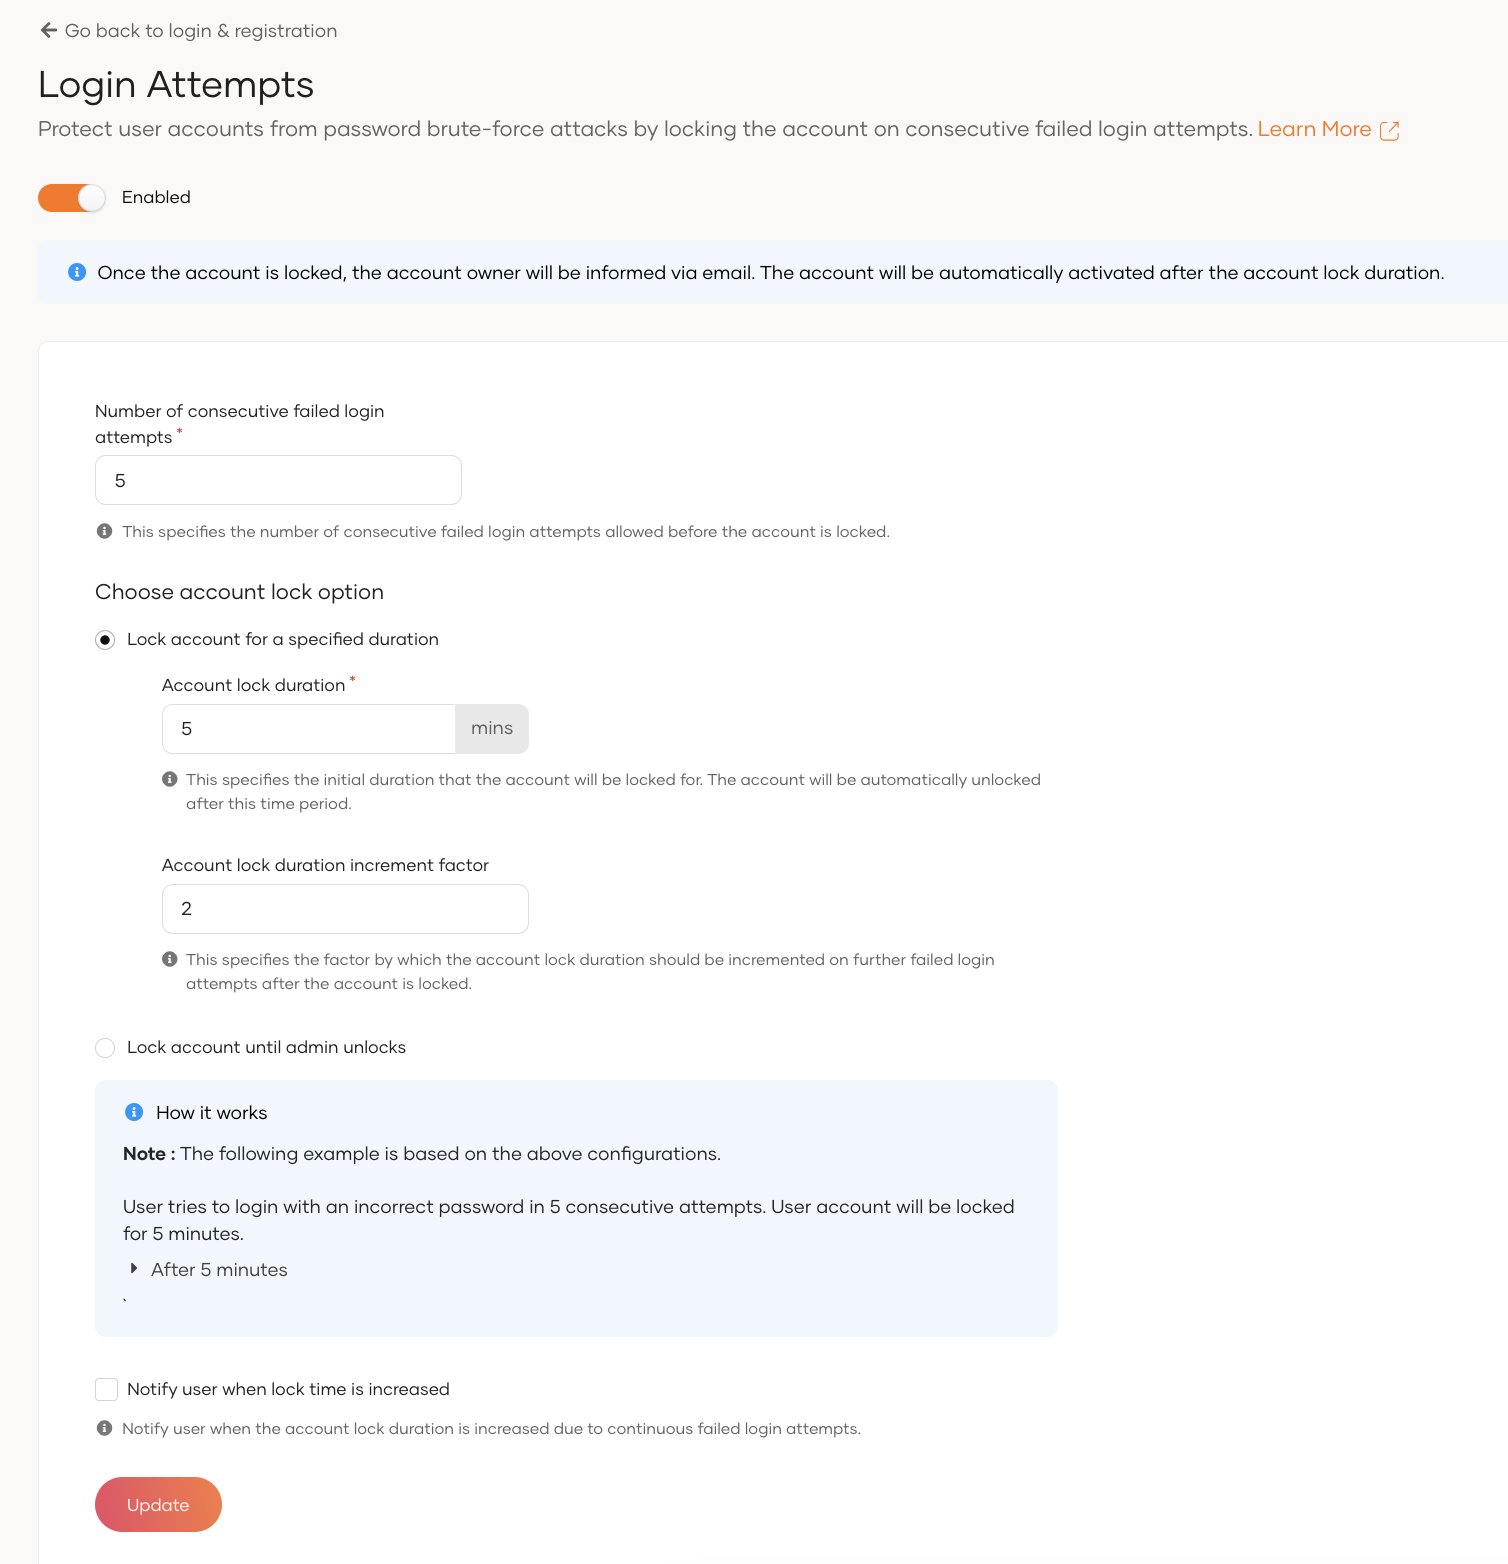 Go back to login & registration
Login Attempts
Protect user accounts from password brute-force attacks by locking the account on consecutive failed login attempts. Learn More
Enabled
Once the account is locked, the account owner will be informed via email. The account will be automatically activated after the account lock duration.
Number of consecutive failed login
attempts *
5
This specifies the number of consecutive failed login attempts allowed before the account is locked.
Choose account lock option
Lock account for a specified duration
Account lock duration *
5 mins
This specifies the initial duration that the account will be locked for. The account will be automatically unlocked
after this time period.
Account lock duration increment factor
2
This specifies the factor by which the account lock duration should be incremented on further failed login
attempts after the account is locked.
Lock account until admin unlocks
How it works
Note : The following example is based on the above configurations.
User tries to login with an incorrect password in 5 consecutive attempts. User account will be locked
for 5 minutes.
After 5 minutes
`
Notify user when lock time is increased
Notify user when the account lock duration is increased due to continuous failed login attempts.
Update